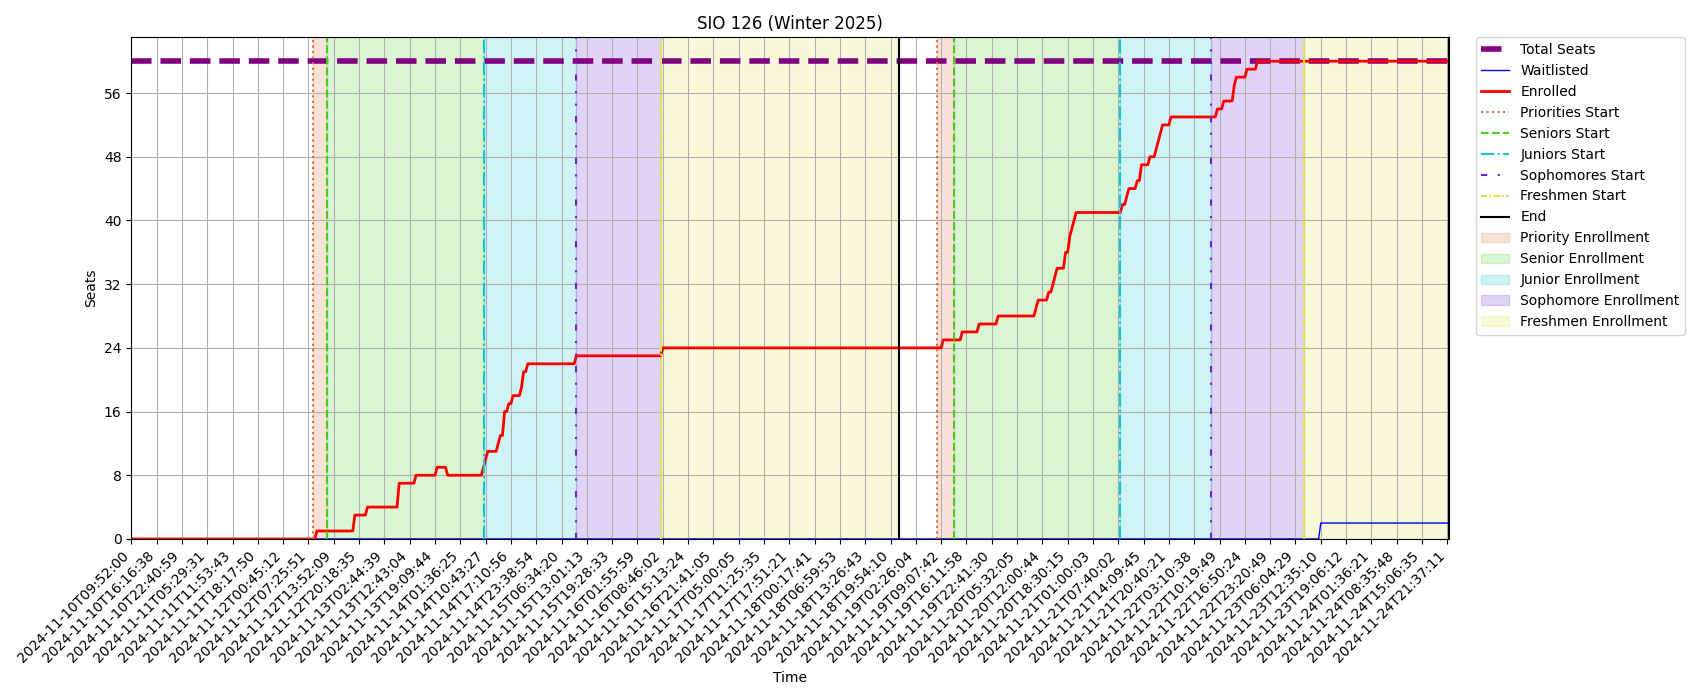 SIO 126 (Winter 2025)
Seats
56
48
40
32
24
16
8
0
2024-11-10T09:52:00
2024-11-10T16:16:38
2024-11-10T22:40:59
2024-11-11T05:29:31
2024-11-11T11:53:43
2024-11-11T18:17:50
2024-11-12T00:45:12
2024-11-12T07:25:51
2024-11-12T13:52:09
2024-11-12T20:18:35
2024-11-13T02:44:39
2024-11-13T12:43:04
2024-11-13T19:09:44
2024-11-14T01:36:25
2024-11-14T10:43:27
2024-11-14T17:10:56
2024-11-14T23:38:54
2024-11-15T06:34:20
2024-11-15T13:01:13
2024-11-15T19:28:33
2024-11-16T01:55:59
2024-11-16T08:46:02
2024-11-16T15:13:24
2024-11-16T21:41:05
2024-11-17T05:00:05
2024-11-17T11:25:35
2024-11-17T17:51:21
2024-11-18T00:17:41
2024-11-18T06:59:53
2024-11-18T13:26:43
2024-11-18T19:54:10
2024-11-19T02:26:04
2024-11-19T09:07:42
2024-11-19T16:11:58
2024-11-19T22:41:30
2024-11-20T05:32:05
2024-11-20T12:00:44
2024-11-20T18:30:15
2024-11-21T01:00:03
2024-11-21T07:40:02
2024-11-21T14:09:45
2024-11-21T20:40:21
2024-11-22T03:10:38
2024-11-22T10:19:49
2024-11-22T16:50:24
2024-11-22T23:20:49
2024-11-23T06:04:29
2024-11-23T12:35:10
2024-11-23T19:06:12
2024-11-24T01:36:21
2024-11-24T08:35:48
2024-11-24T15:06:35
2024-11-24T21:37:11
Time
Total Seats
Waitlisted
Enrolled
Priorities Start
Seniors Start
Juniors Start
Sophomores Start
Freshmen Start
End
Priority Enrollment
Senior Enrollment
Junior Enrollment
Sophomore Enrollment
Freshmen Enrollment